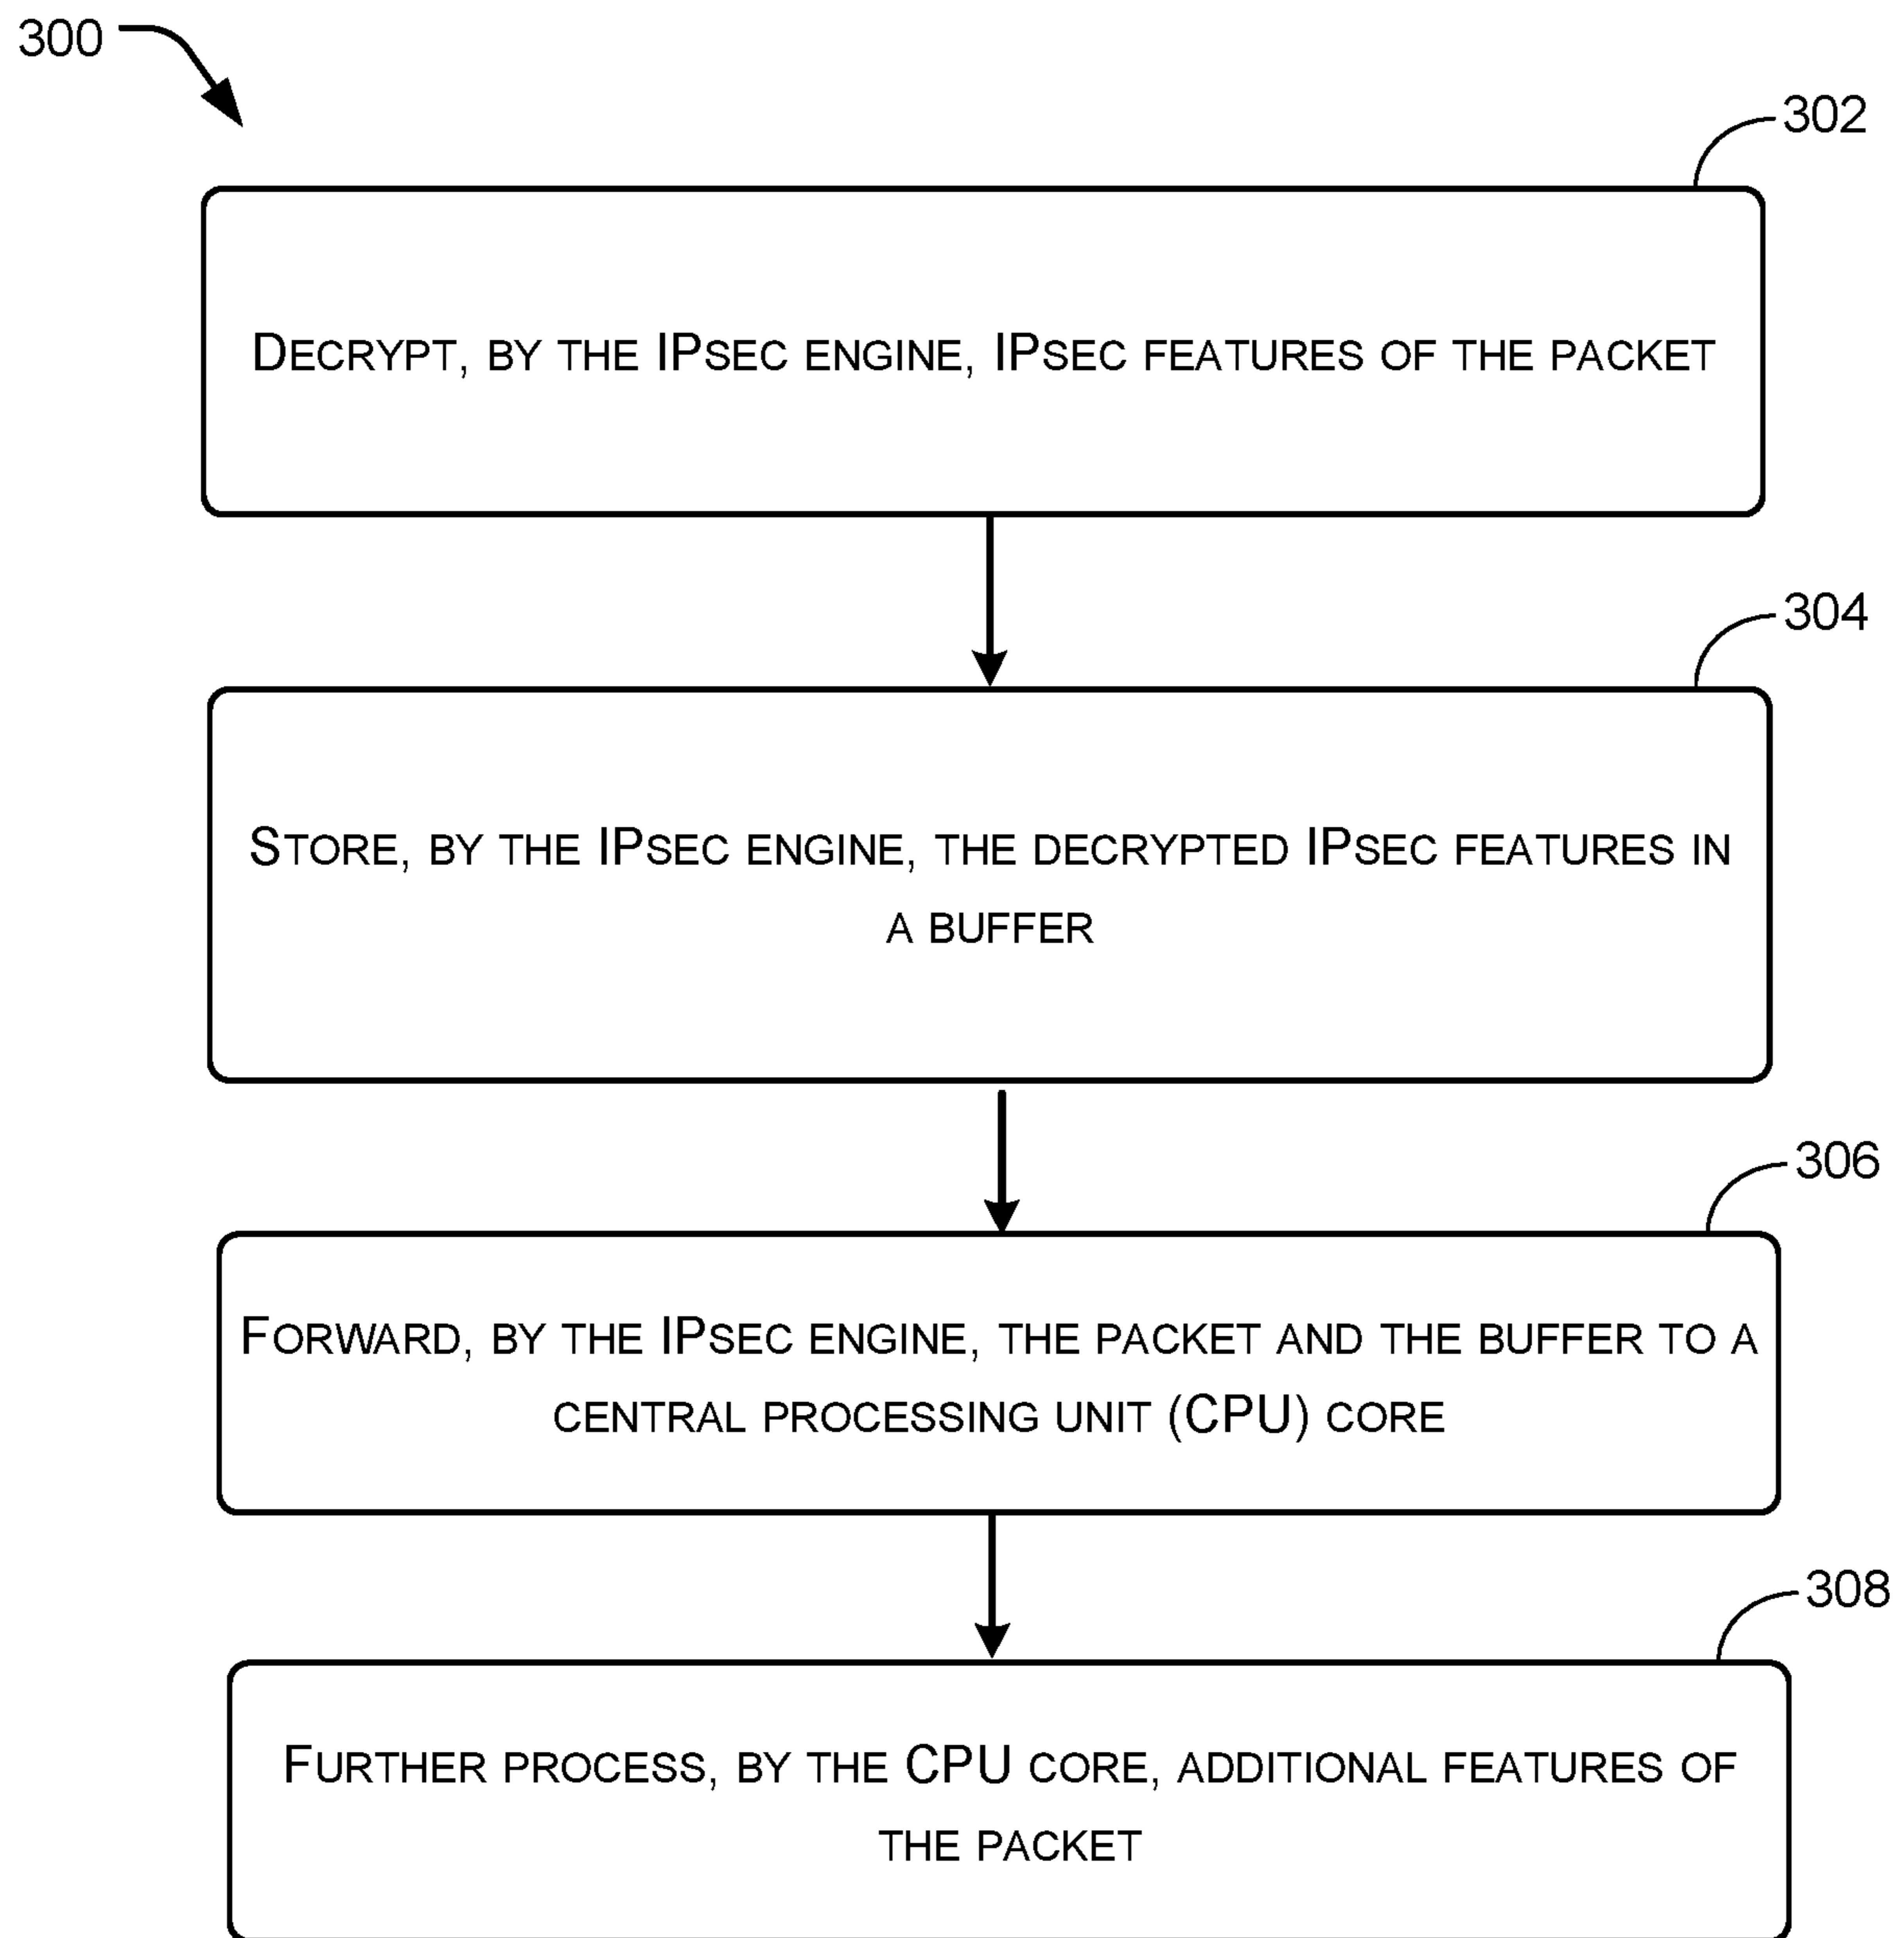 300
302
Decrypt, by the IPsec engine, IPsec features of the packet
304
Store, by the IPsec engine, the decrypted IPsec features in
a buffer
306
Forward, by the IPsec engine, the packet and the buffer to a
central processing unit (CPU) core
308
Further process, by the CPU core, additional features of
the packet